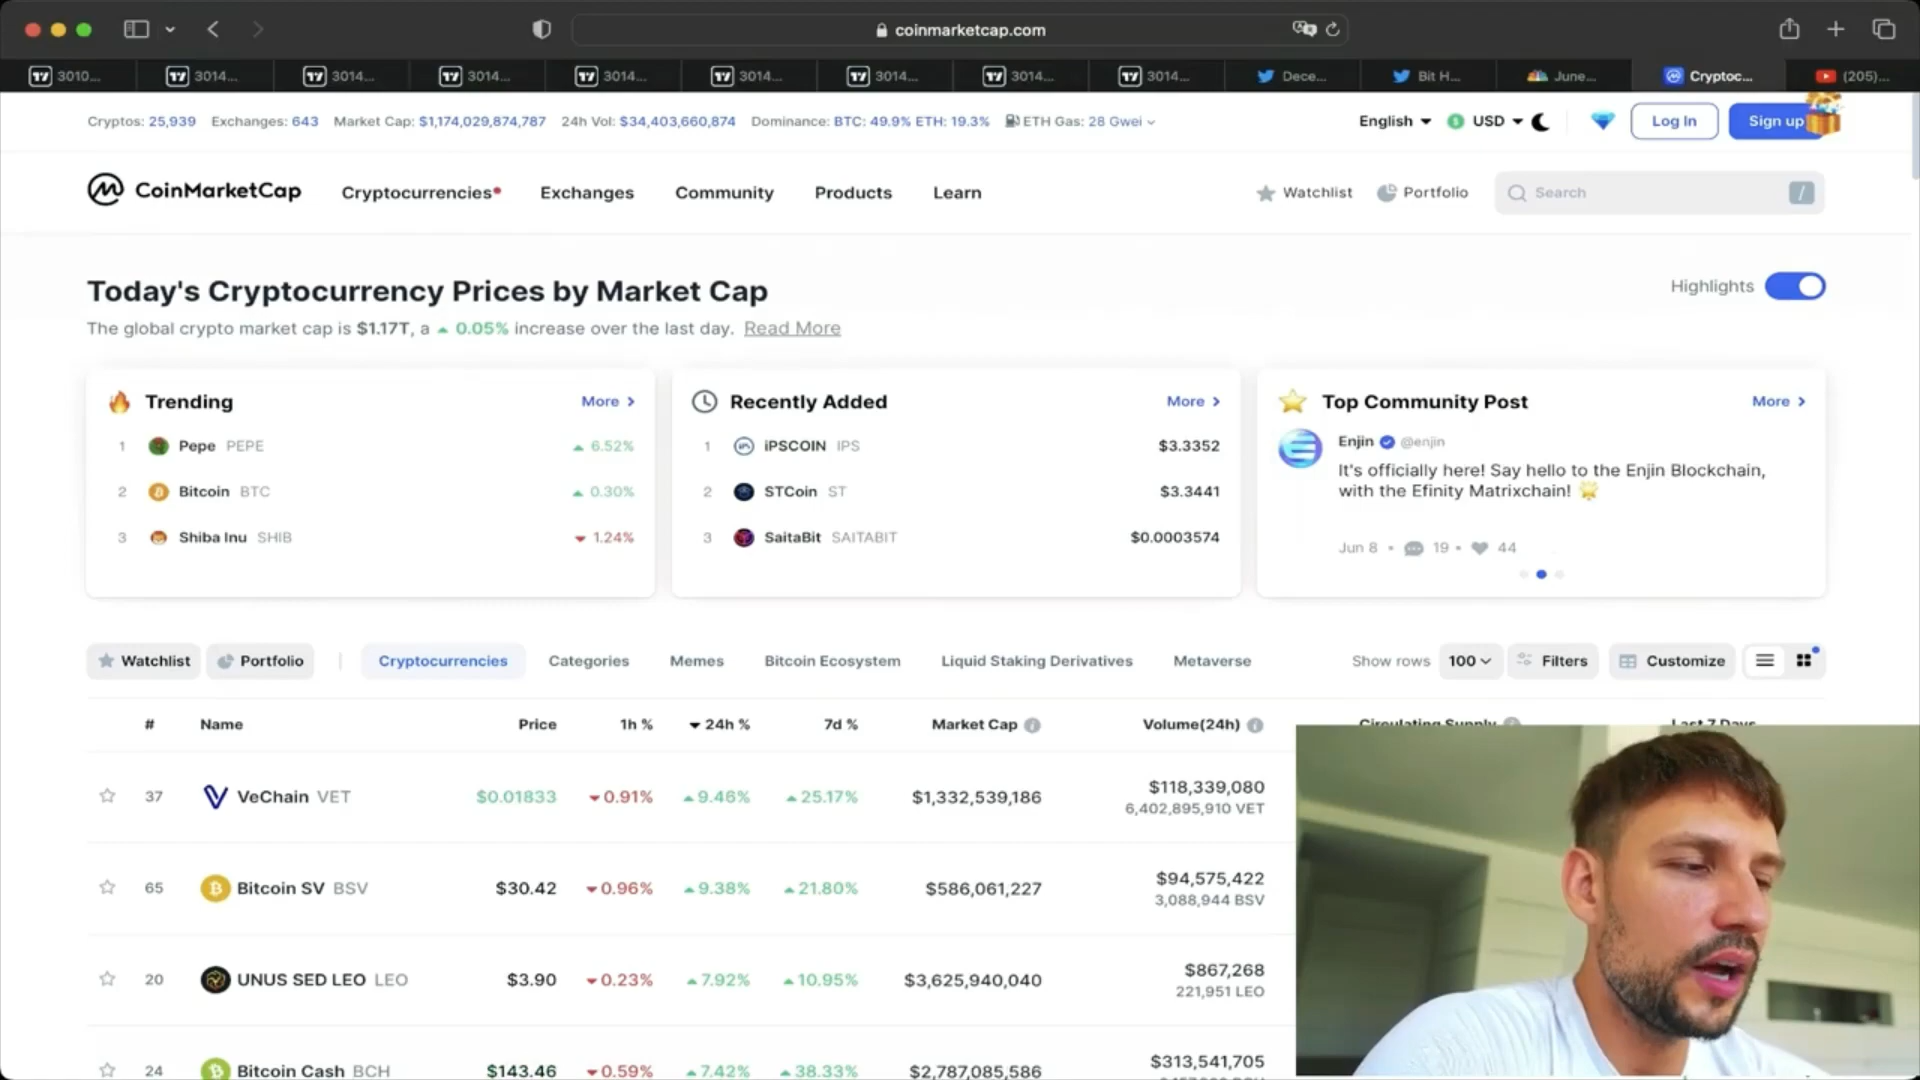 coinmarketcap.com
3010... 3014... 3014... 3014... 3014... 3014... 3014... 3014... 3014... Dece... Bit H... June... Cryptoc... (205)...
Cryptos: 25,939 Exchanges: 643 Market Cap: $1,174,029,874,787 24h Vol: $34,403,660,874 Dominance: BTC: 49.9% ETH: 19.3% ETH Gas: 28 Gwei English USD Log In Sign up
CoinMarketCap Cryptocurrencies Exchanges Community Products Learn Watchlist Portfolio Search /
Today's Cryptocurrency Prices by Market Cap Highlights
The global crypto market cap is $1.17T, a 0.05% increase over the last day. Read More
Trending More >
1 Pepe PEPE 6.52%
2 Bitcoin BTC 0.30%
3 Shiba Inu SHIB 1.24%
Recently Added More >
1 iPSCOIN IPS $3.3352
2 STCoin ST $3.3441
3 SaitaBit SAITABIT $0.0003574
Top Community Post More >
Enjin @enjin
It's officially here! Say hello to the Enjin Blockchain,
with the Efinity Matrixchain!
Jun 8 • 19 • 44
Watchlist Portfolio Cryptocurrencies Categories Memes Bitcoin Ecosystem Liquid Staking Derivatives Metaverse Show rows 100 Filters Customize
# Name Price 1h % 24h % 7d % Market Cap Volume(24h) Circulating Supply Last 7 Days
37 VeChain VET $0.01833 0.91% 9.46% 25.17% $1,332,539,186 $118,339,080
6,402,895,910 VET
65 Bitcoin SV BSV $30.42 0.96% 9.38% 21.80% $586,061,227 $94,575,422
3,088,944 BSV
20 UNUS SED LEO LEO $3.90 0.23% 7.92% 10.95% $3,625,940,040 $867,268
221,951 LEO
24 Bitcoin Cash BCH $143.46 0.59% 7.42% 38.33% $2,787,085,586 $313,541,705